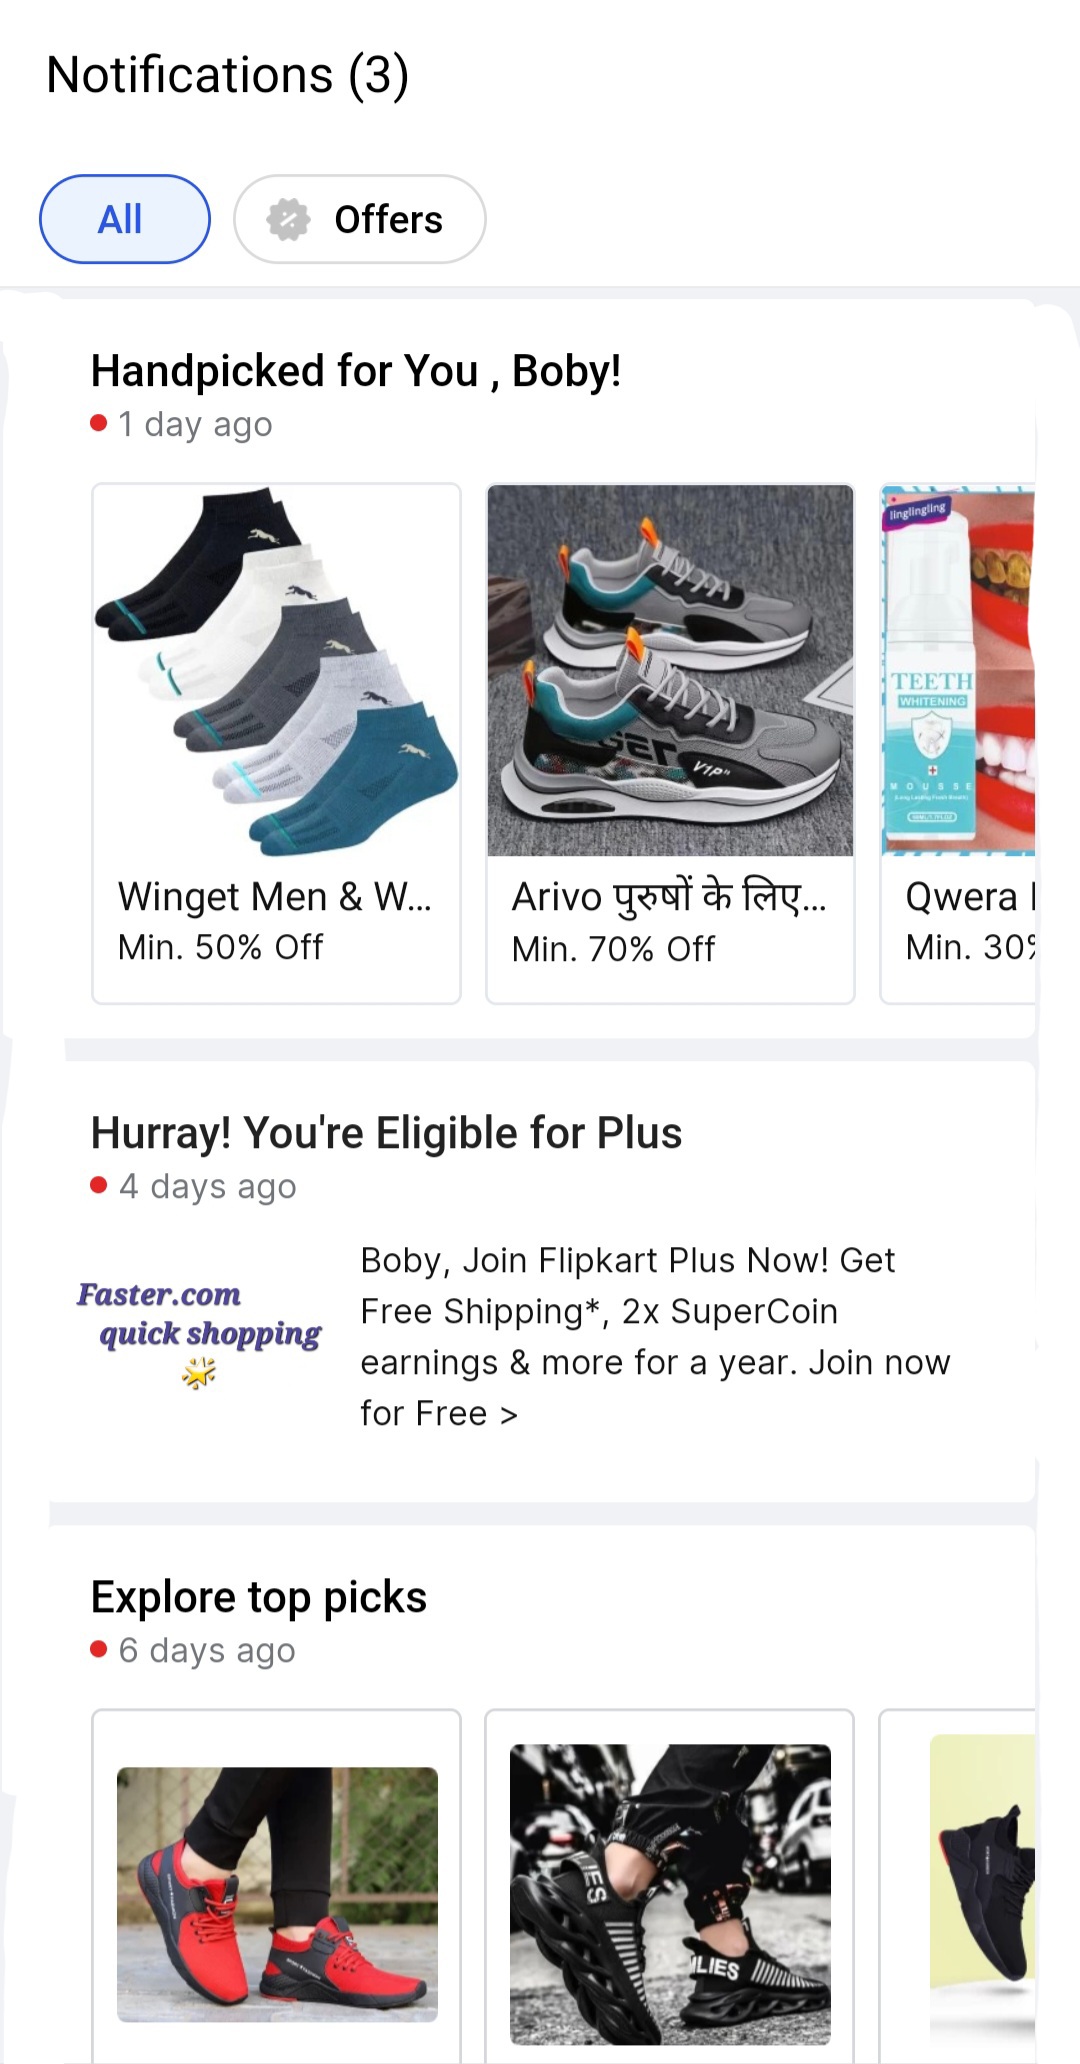 Notifications (3)
All
Offers
Handpicked for You , Boby!
1 day ago
linglingling
TEETH
WHITENING
MOUSSE
V1P"
Winget Men & W...
Min. 50% Off
Arivo पुरुषों के लिए...
Min. 70% Off
Qwera
Min. 30%
Hurray! You're Eligible for Plus
4 days ago
Faster.com
quick shopping
Boby, Join Flipkart Plus Now! Get
Free Shipping*, 2x SuperCoin
earnings & more for a year. Join now
for Free >
Explore top picks
6 days ago
IES
LIES